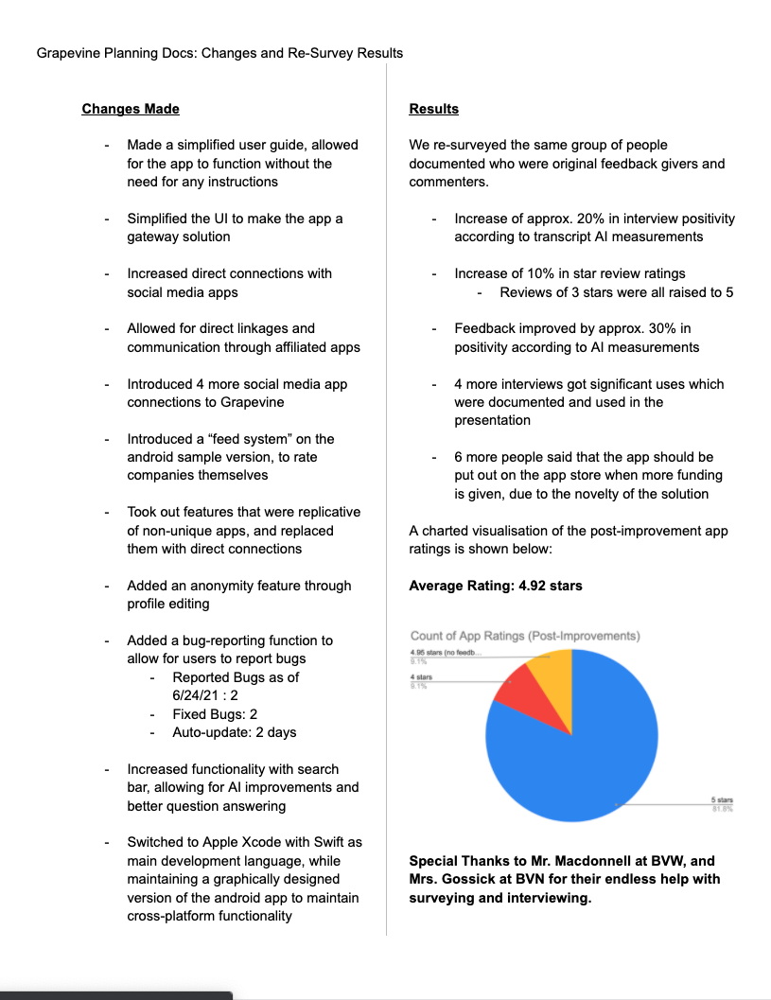 Grapevine Planning Docs: Changes and Re-Survey Results
Changes Made
- Made a simplified user guide, allowed
for the app to function without the
need for any instructions
- Simplified the UI to make the app a
gateway solution
- Increased direct connections with
social media apps
- Allowed for direct linkages and
communication through affiliated apps
- Introduced 4 more social media app
connections to Grapevine
- Introduced a “feed system” on the
android sample version, to rate
companies themselves
- Took out features that were replicative
of non-unique apps, and replaced
them with direct connections
- Added an anonymity feature through
profile editing
- Added a bug-reporting function to
allow for users to report bugs
- Reported Bugs as of
6/24/21 : 2
- Fixed Bugs: 2
- Auto-update: 2 days
- Increased functionality with search
bar, allowing for AI improvements and
better question answering
- Switched to Apple Xcode with Swift as
main development language, while
maintaining a graphically designed
version of the android app to maintain
cross-platform functionality
Results
We re-surveyed the same group of people
documented who were original feedback givers and
commenters.
- Increase of approx. 20% in interview positivity
according to transcript AI measurements
- Increase of 10% in star review ratings
- Reviews of 3 stars were all raised to 5
- Feedback improved by approx. 30% in
positivity according to AI measurements
- 4 more interviews got significant uses which
were documented and used in the
presentation
- 6 more people said that the app should be
put out on the app store when more funding
is given, due to the novelty of the solution
A charted visualisation of the post-improvement app
ratings is shown below:
Average Rating: 4.92 stars
Count of App Ratings (Post-Improvements)
4.95 stars (no feedb...
9.1%
4 stars
9.1%
5 stars
81.8%
Special Thanks to Mr. Macdonnell at BVW, and
Mrs. Gossick at BVN for their endless help with
surveying and interviewing.